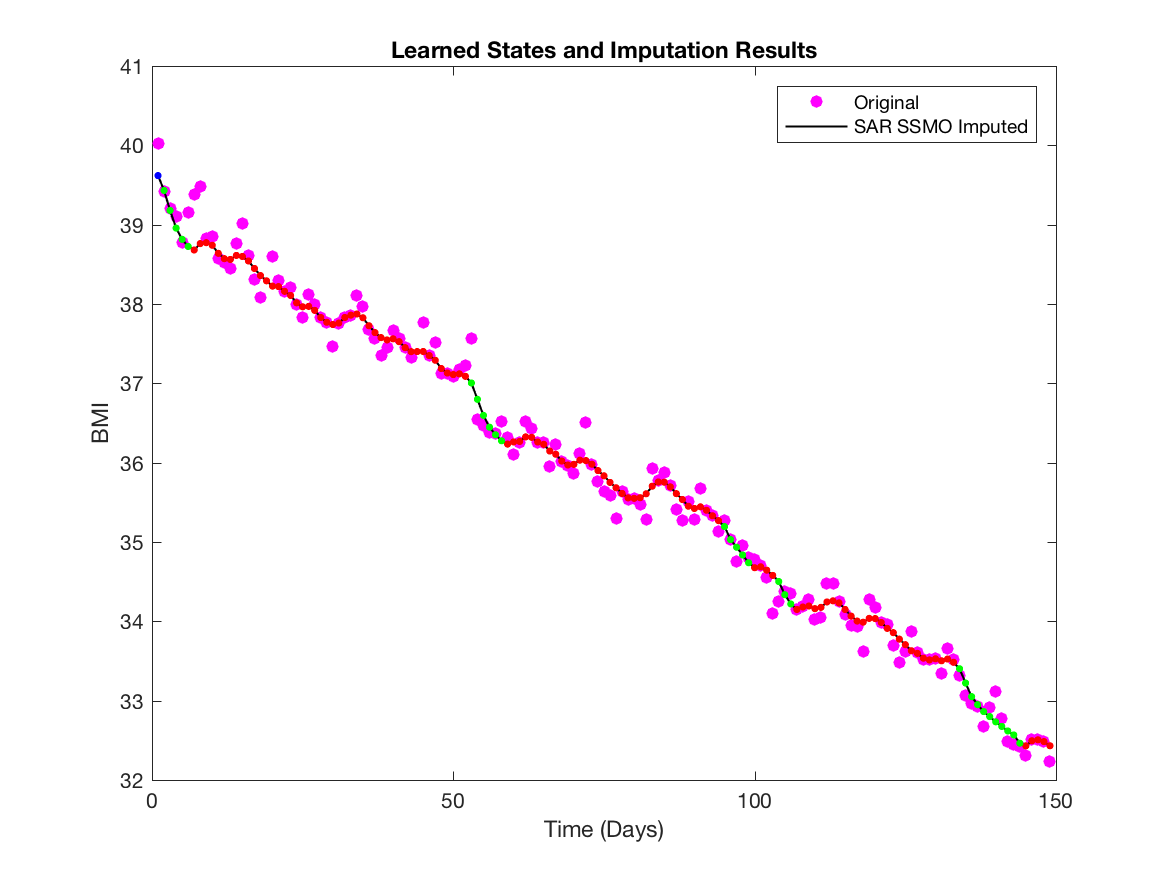 Learned States and Imputation Results
Original
SAR SSMO Imputed
41
40
39
38
37
36
35
34
33
32
BMI
0
50
100
150
Time (Days)